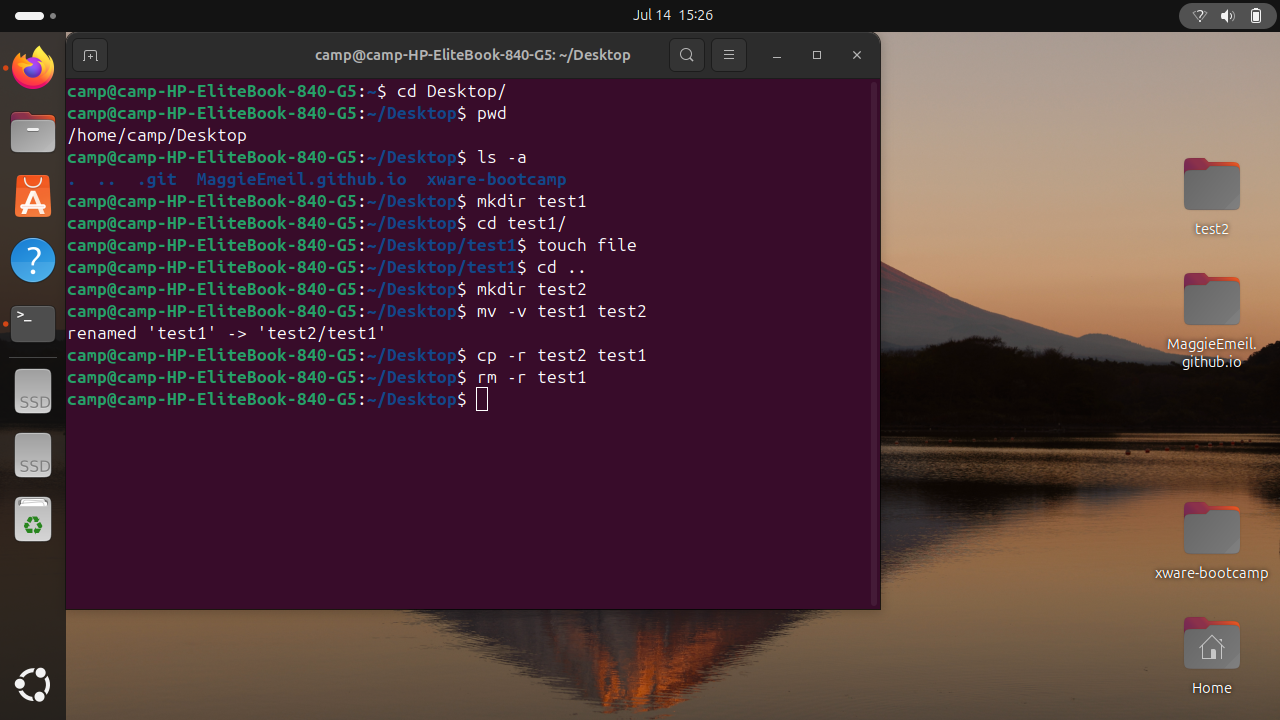 Jul 14 15:26
camp@camp-HP-EliteBook-840-G5: ~/Desktop
camp@camp-HP-EliteBook-840-G5:~$ cd Desktop/
camp@camp-HP-EliteBook-840-G5:~/Desktop$ pwd
/home/camp/Desktop
camp@camp-HP-EliteBook-840-G5:~/Desktop$ ls -a
. .. .git MaggieEmeil.github.io xware-bootcamp
camp@camp-HP-EliteBook-840-G5:~/Desktop$ mkdir test1
camp@camp-HP-EliteBook-840-G5:~/Desktop$ cd test1/
camp@camp-HP-EliteBook-840-G5:~/Desktop/test1$ touch file
camp@camp-HP-EliteBook-840-G5:~/Desktop/test1$ cd ..
camp@camp-HP-EliteBook-840-G5:~/Desktop$ mkdir test2
camp@camp-HP-EliteBook-840-G5:~/Desktop$ mv -v test1 test2
renamed 'test1' -> 'test2/test1'
camp@camp-HP-EliteBook-840-G5:~/Desktop$ cp -r test2 test1
camp@camp-HP-EliteBook-840-G5:~/Desktop$ rm -r test1
camp@camp-HP-EliteBook-840-G5:~/Desktop$
SSD
SSD
test2
MaggieEmeil.
github.io
xware-bootcamp
Home